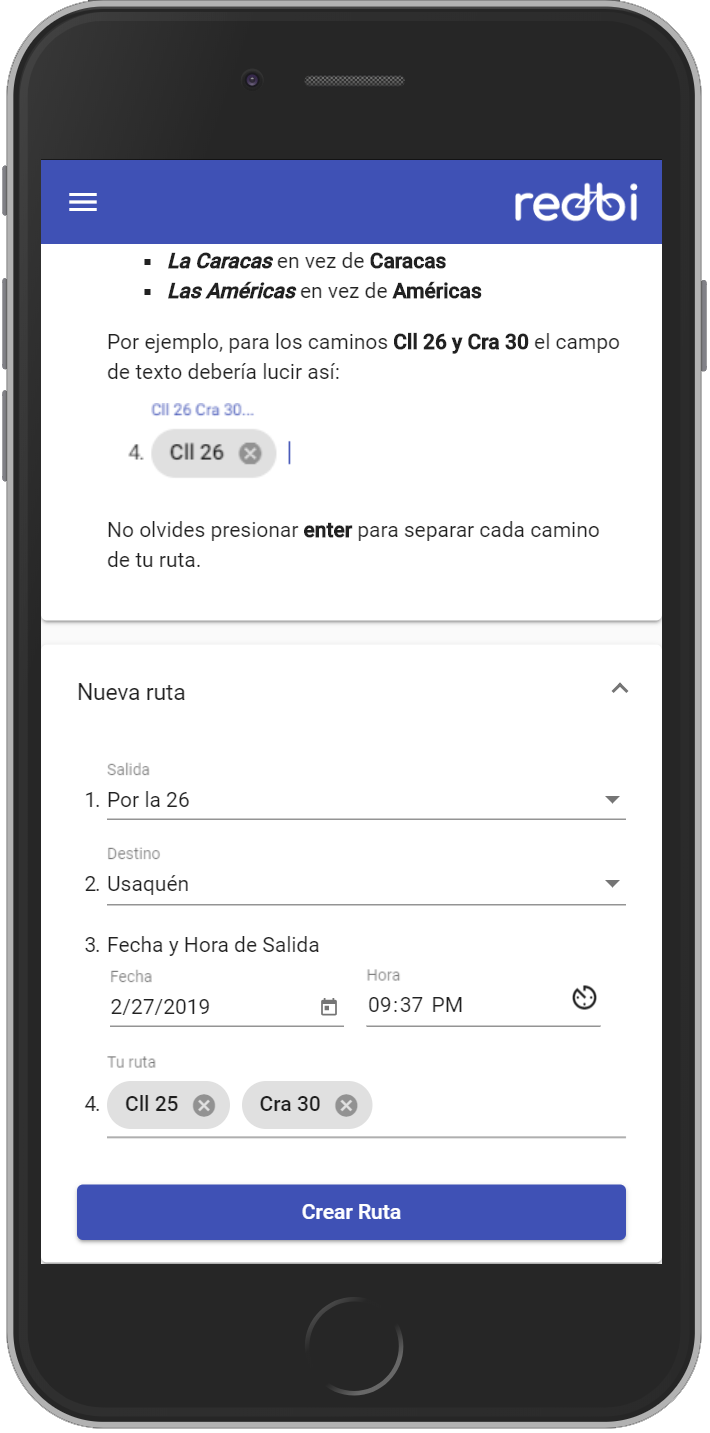 redbi
La Caracas en vez de Caracas
Las Américas en vez de Américas
Por ejemplo, para los caminos Cll 26 y Cra 30 el campo
de texto debería lucir así:
Cll 26 Cra 30...
4. Cll 26
No olvides presionar enter para separar cada camino
de tu ruta.
Nueva ruta
Salida
1. Por la 26
Destino
2. Usaquén
3. Fecha y Hora de Salida
Fecha Hora
2/27/2019 09:37 PM
Tu ruta
4. Cll 25 Cra 30
Crear Ruta